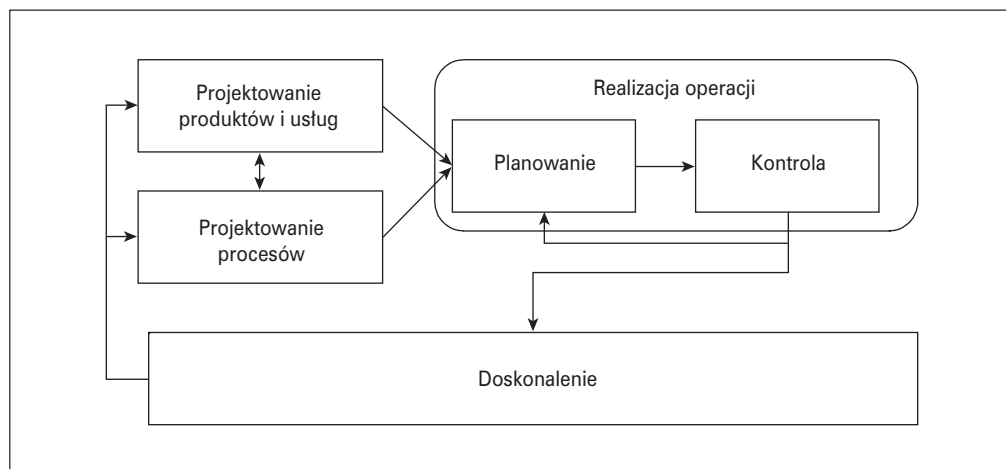 Projektowanie
produktów i usług
Projektowanie
procesów
Realizacja operacji
Planowanie
Kontrola
Doskonalenie